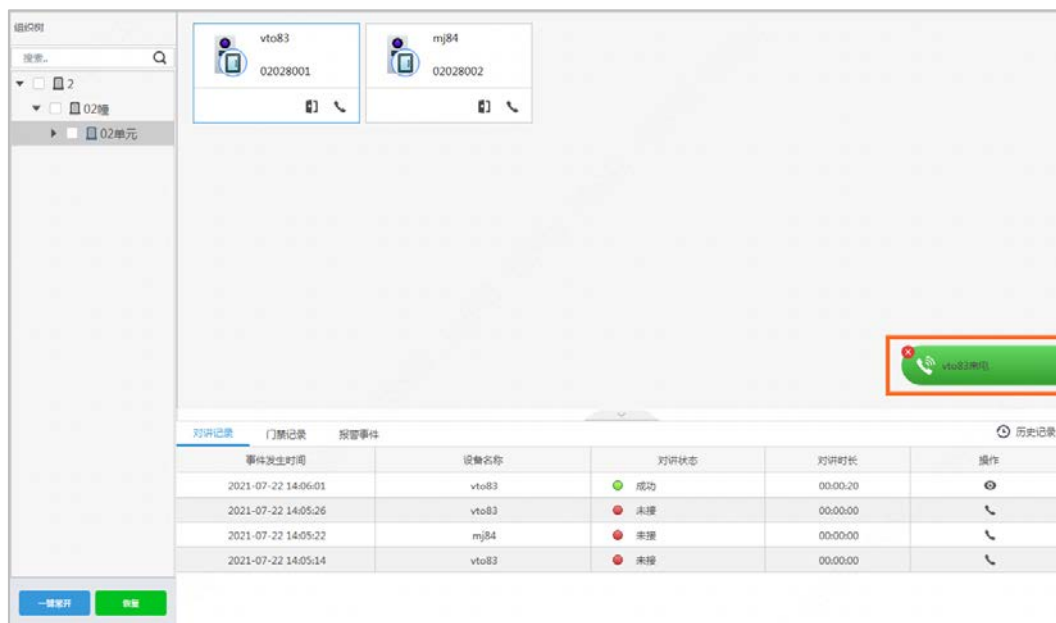 组织树
搜索...
2
02幢
02单元
vto83
02028001
mj84
02028002
vto83来电
对讲记录 门禁记录 报警事件 历史记录
事件发生时间 设备名称 对讲状态 对讲时长 操作
2021-07-22 14:06:01 vto83 成功 00:00:20
2021-07-22 14:05:26 vto83 未接 00:00:00
2021-07-22 14:05:22 mj84 未接 00:00:00
2021-07-22 14:05:14 vto83 未接 00:00:00
一键常开 恢复